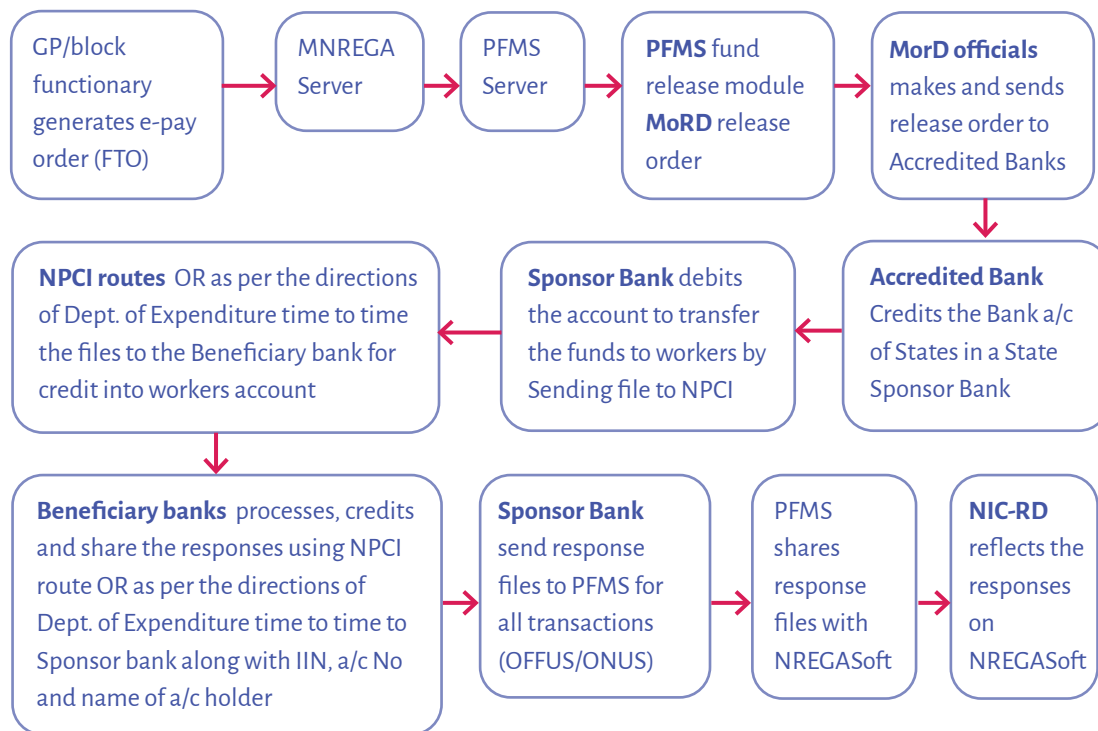 GP/block
functionary
generates e-pay
order (FTO)
MNREGA
Server
PFMS
Server
PFMS fund
release module
MoRD release
order
MorD officials
makes and sends
release order to
Accredited Banks
Accredited Bank
Credits the Bank a/c
of States in a State
Sponsor Bank
Sponsor Bank debits
the account to transfer
the funds to workers by
Sending file to NPCI
NPCI routes OR as per the directions
of Dept. of Expenditure time to time
the files to the Beneficiary bank for
credit into workers account
Beneficiary banks processes, credits
and share the responses using NPCI
route OR as per the directions of
Dept. of Expenditure time to time to
Sponsor bank along with IIN, a/c No
and name of a/c holder
Sponsor Bank
send response
files to PFMS for
all transactions
(OFFUS/ONUS)
PFMS
shares
response
files with
NREGASoft
NIC-RD
reflects the
responses
on
NREGASoft